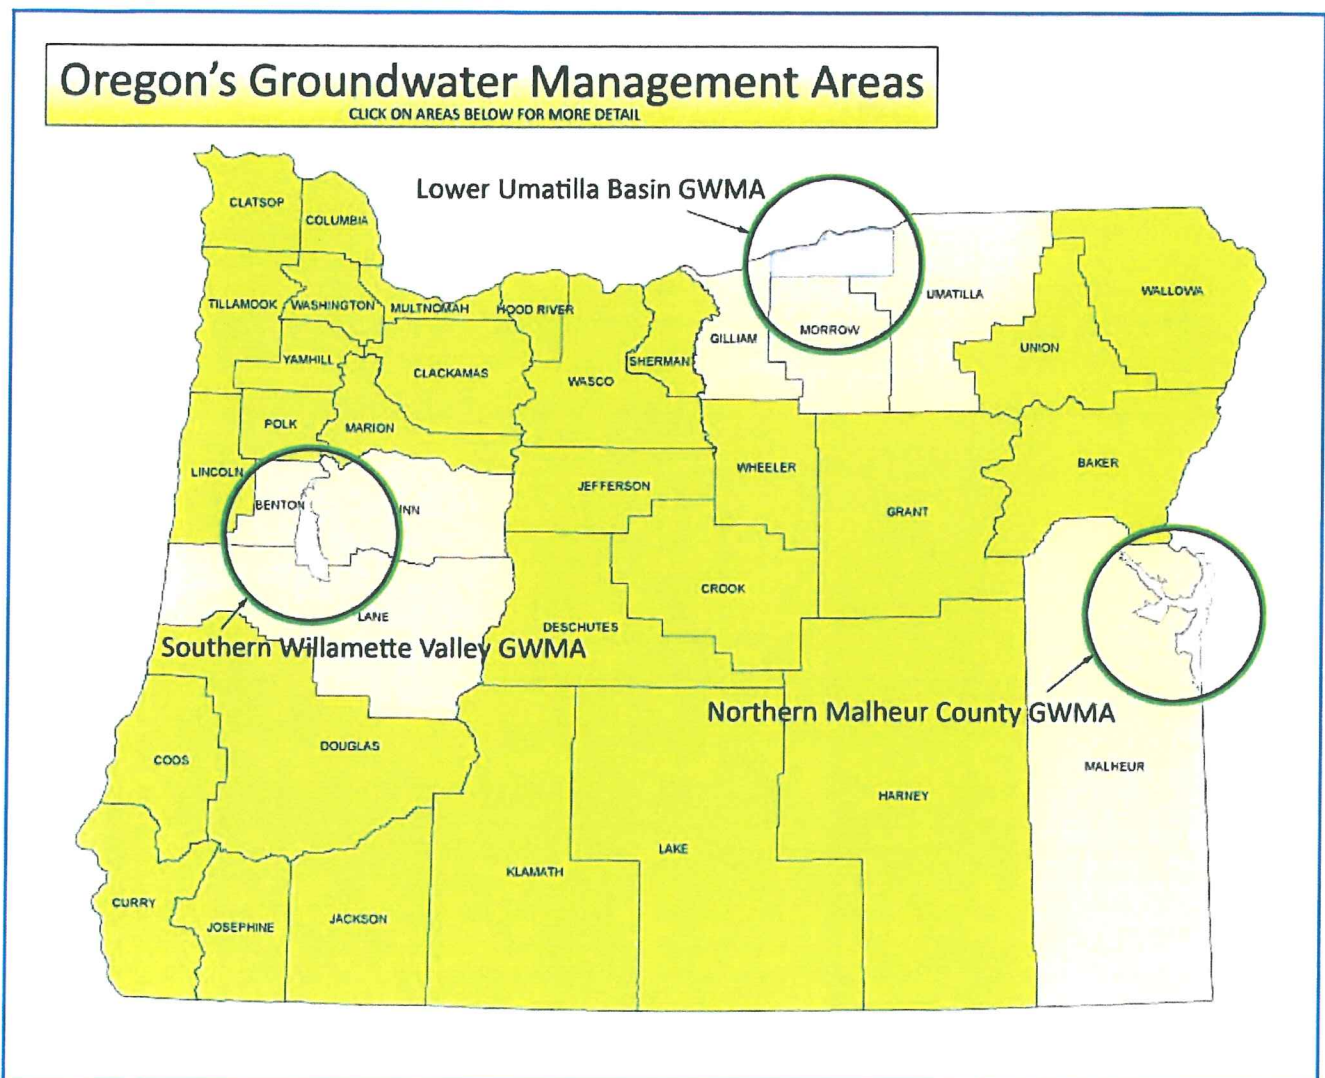 Oregon's Groundwater Management Areas
CLICK ON AREAS BELOW FOR MORE DETAIL
Lower Umatilla Basin GWMA
CLATSOP
COLUMBIA
TILLAMOOK
WASHINGTON
MULTNOMAH
HOOD RIVER
UMATILLA
WALLOWA
YAMHILL
GILLIAM
MORROW
UNION
CLACKAMAS
WASCO
SHERMAN
POLK
MARION
LINCOLN
WHEELER
BAKER
JEFFERSON
BENTON
INN
GRANT
CROOK
LANE
DESCHUTES
Southern Willamette Valley GWMA
Northern Malheur County GWMA
COOS
DOUGLAS
MALHEUR
HARNEY
LAKE
KLAMATH
CURRY
JOSEPHINE
JACKSON